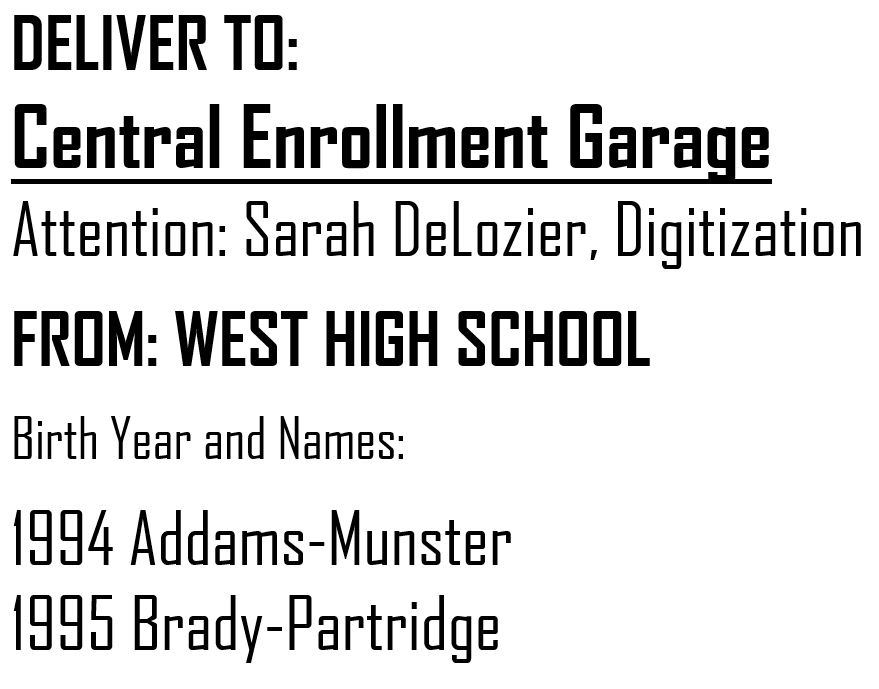 DELIVER TO:
Central Enrollment Garage
Attention: Sarah DeLozier, Digitization
FROM: WEST HIGH SCHOOL
Birth Year and Names:
1994 Addams-Munster
1995 Brady-Partridge